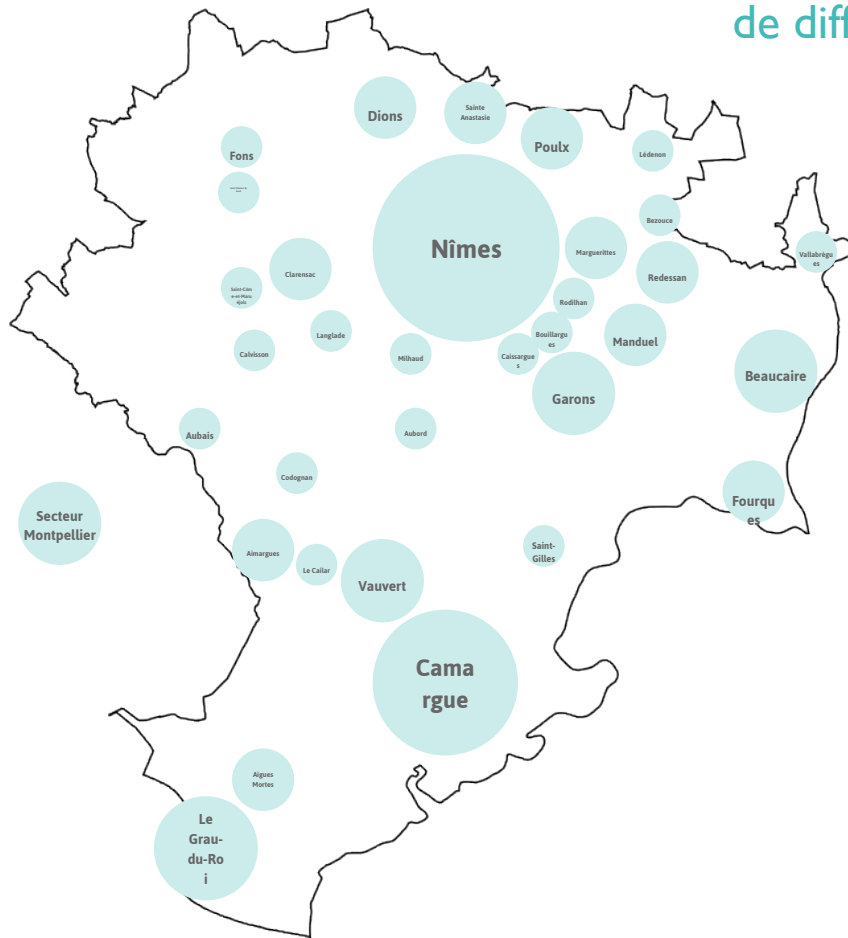 de diff
Dions
Sainte
Anastasie
Poulx
Fons
Lédenon
Bezouce
Nîmes
Marguerittes
Vallabrègu
es
Clarensac
Redessan
Saint-Côm
e-et-Maru
éjols
Rodilhan
Langlade
Bouillargu
es
Manduel
Calvisson
Milhaud
Caissargue
s
Beaucaire
Garons
Aubais
Aubord
Codognan
Fourqu
es
Secteur
Montpellier
Aimargues
Saint-
Gilles
Le Cailar
Vauvert
Cama
rgue
Aigues
Mortes
Le
Grau-
du-Ro
i